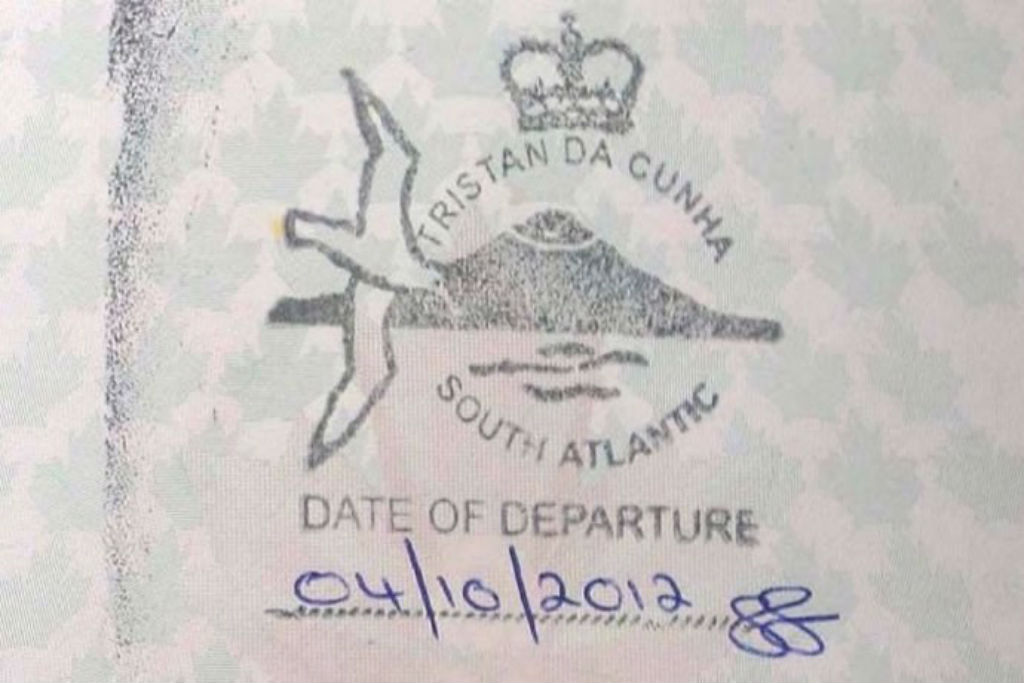 TRISTAN DA CUNHA
SOUTH ATLANTIC
DATE OF DEPARTURE
04/10/2012